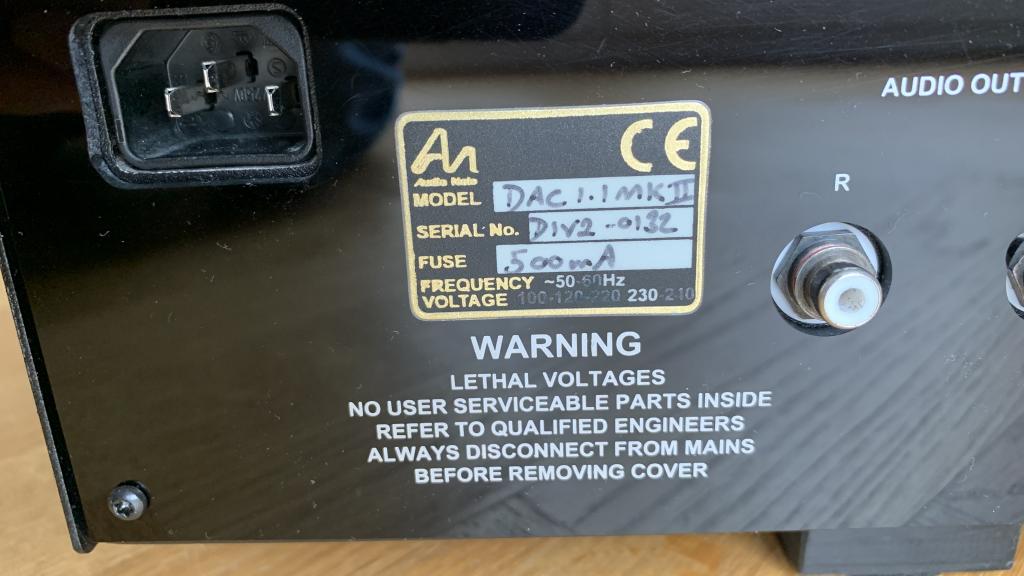 AUDIO OUT
R
AN
CE
Audio Note
MODEL DAC 1.1 MK II
SERIAL No. D1V2-0132
FUSE 500mA
FREQUENCY ~50-60Hz
VOLTAGE 100-120-220 230-240
WARNING
LETHAL VOLTAGES
NO USER SERVICEABLE PARTS INSIDE
REFER TO QUALIFIED ENGINEERS
ALWAYS DISCONNECT FROM MAINS
BEFORE REMOVING COVER